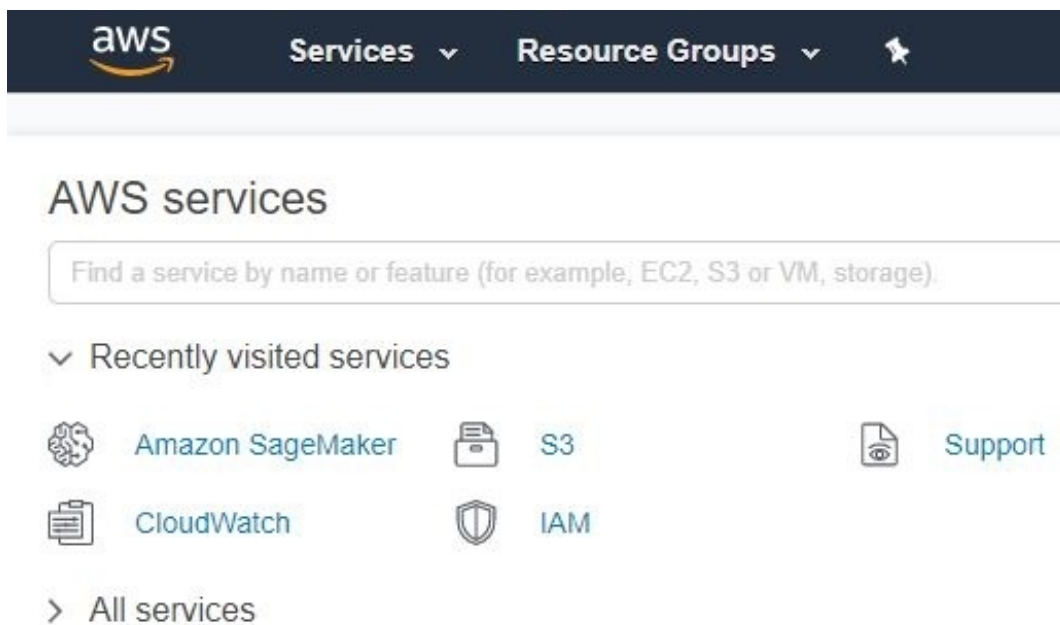 aws Services Resource Groups
AWS services
Find a service by name or feature (for example, EC2, S3 or VM, storage).
Recently visited services
Amazon SageMaker S3 Support
CloudWatch IAM
All services